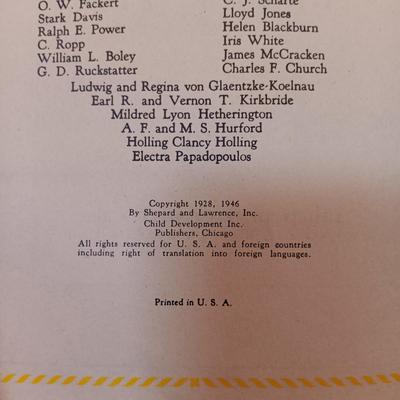 O. W. Fackert
Stark Davis
Ralph E. Power
C. Ropp
William L. Boley
G. D. Ruckstatter
C. J. Scharle
Lloyd Jones
Helen Blackburn
Iris White
James McCracken
Charles F. Church
Ludwig and Regina von Glaentzke-Koelnau
Earl R. and Vernon T. Kirkbride
Mildred Lyon Hetherington
A. F. and M. S. Hurford
Holling Clancy Holling
Electra Papadopoulos
Copyright 1928, 1946
By Shepard and Lawrence, Inc.
Child Development Inc.
Publishers, Chicago
All rights reserved for U. S. A. and foreign countries
including right of translation into foreign languages.
Printed in U. S. A.